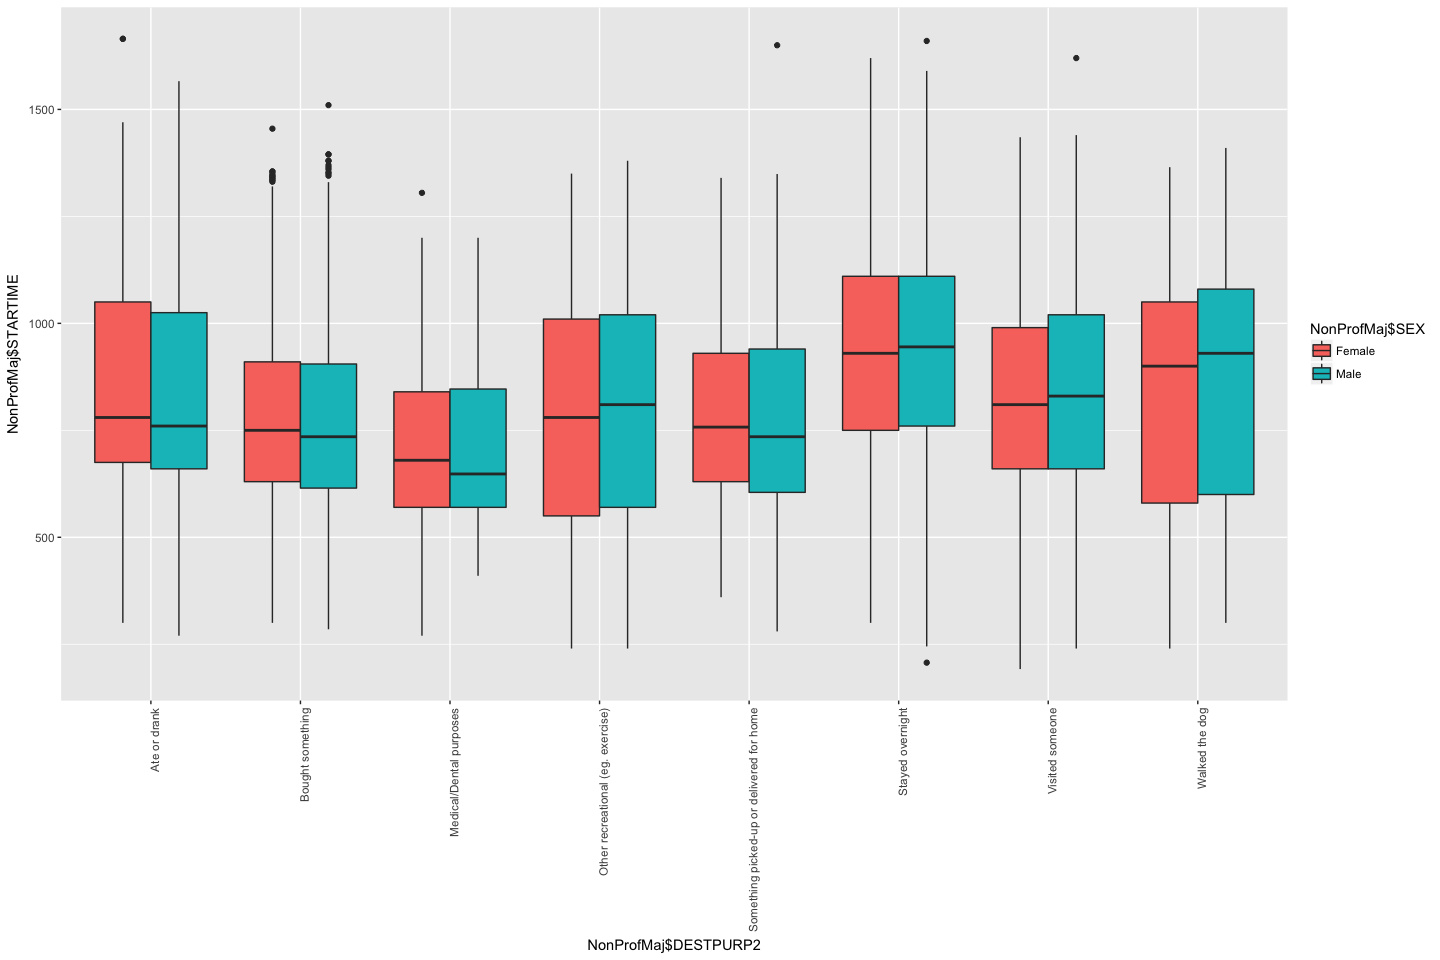 NonProfMaj$STARTIME
1500
1000
500
Ate or drank
Bought something
Medical/Dental purposes
Other recreational (eg. exercise)
Something picked-up or delivered for home
Stayed overnight
Visited someone
Walked the dog
NonProfMaj$DESTPURP2
NonProfMaj$SEX
Female
Male